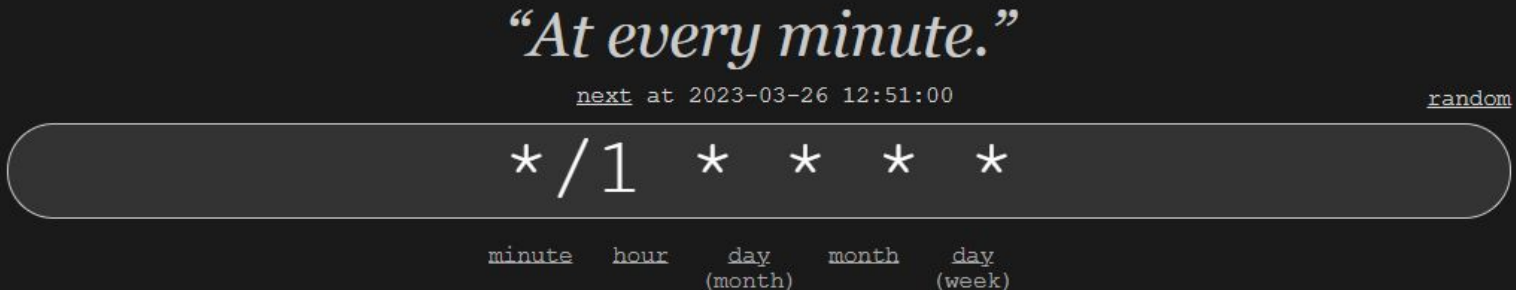 “At every minute.”
next at 2023-03-26 12:51:00
random
*/1 * * * *
minute hour day month day
(month) (week)